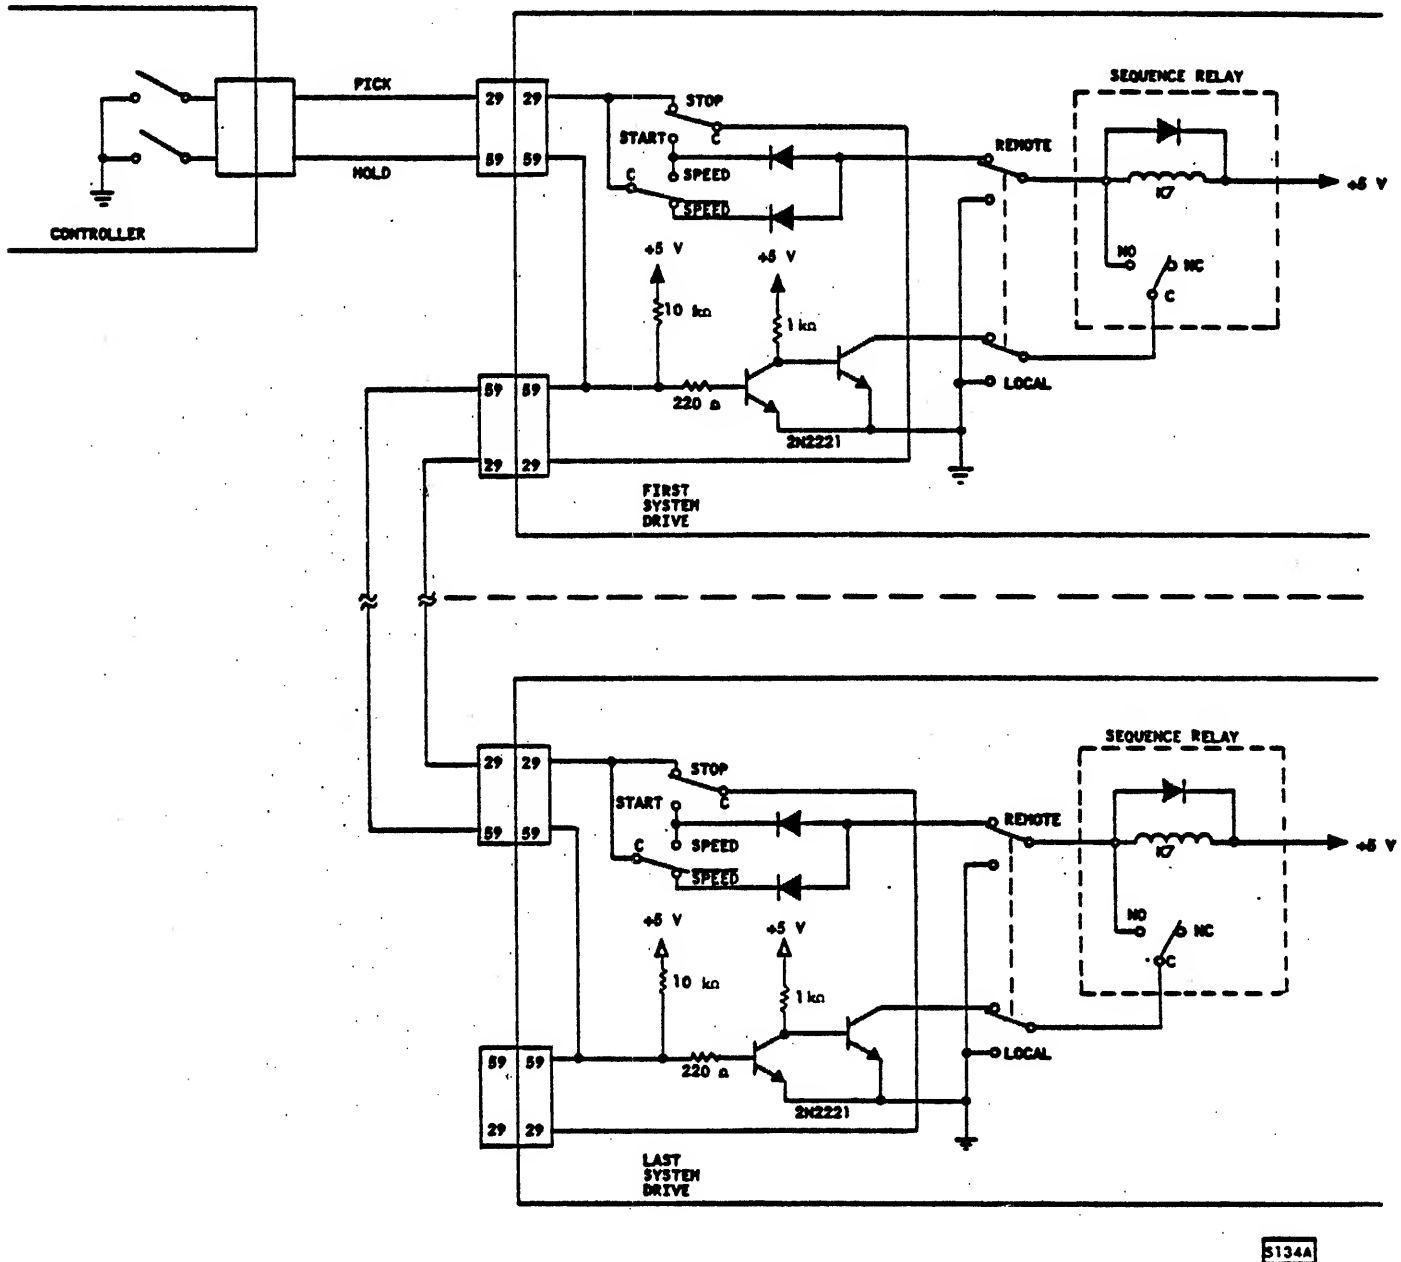 SEQUENCE RELAY
PICK
29 29
STOP
C
START
REMOTE
59 59
HOLD
C
SPEED
SPEED
K7
+5 V
CONTROLLER
+5 V
+5 V
NO
NC
C
10 kΩ
1 kΩ
59 59
LOCAL
220 Ω
2N2221
29 29
FIRST
SYSTEM
DRIVE
SEQUENCE RELAY
29 29
STOP
C
START
REMOTE
59 59
C
SPEED
SPEED
K7
+5 V
+5 V
+5 V
NO
NC
C
10 kΩ
1 kΩ
59 59
LOCAL
220 Ω
2N2221
29 29
LAST
SYSTEM
DRIVE
S134A